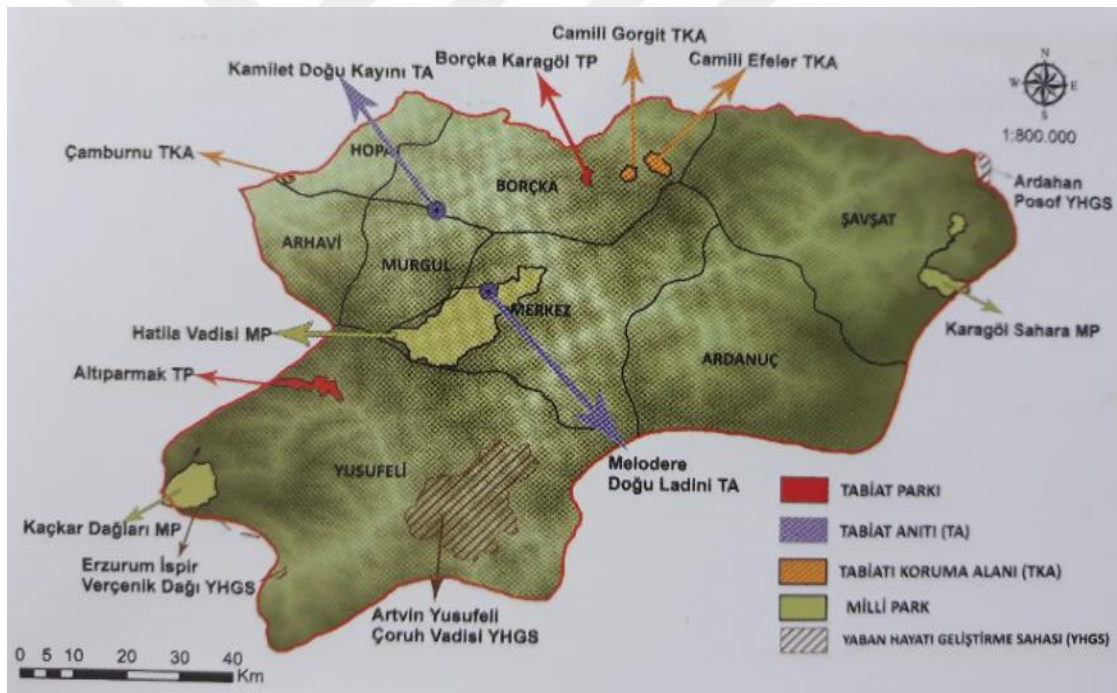 Camili Gorgit TKA
Borçka Karagöl TP
Camili Efeler TKA
Kamilet Doğu Kayını TA
N
W E
S
1:800.000
Çamburnu TKA
HOPA
BORÇKA
Ardahan
Posof YHGS
ŞAVŞAT
ARHAVİ
MURGUL
MERKEZ
Hatila Vadisi MP
Karagöl Sahara MP
ARDANUÇ
Altıparmak TP
YUSUFELİ
Melodere
Doğu Ladini TA
Kaçkar Dağları MP
Erzurum İspir
Verçenik Dağı YHGS
Artvin Yusufeli
Çoruh Vadisi YHGS
TABİAT PARKI
TABİAT ANITI (TA)
TABİATI KORUMA ALANI (TKA)
MİLLİ PARK
YABAN HAYATI GELİŞTİRME SAHASI (YHGS)
0 5 10 20 30 40
Km